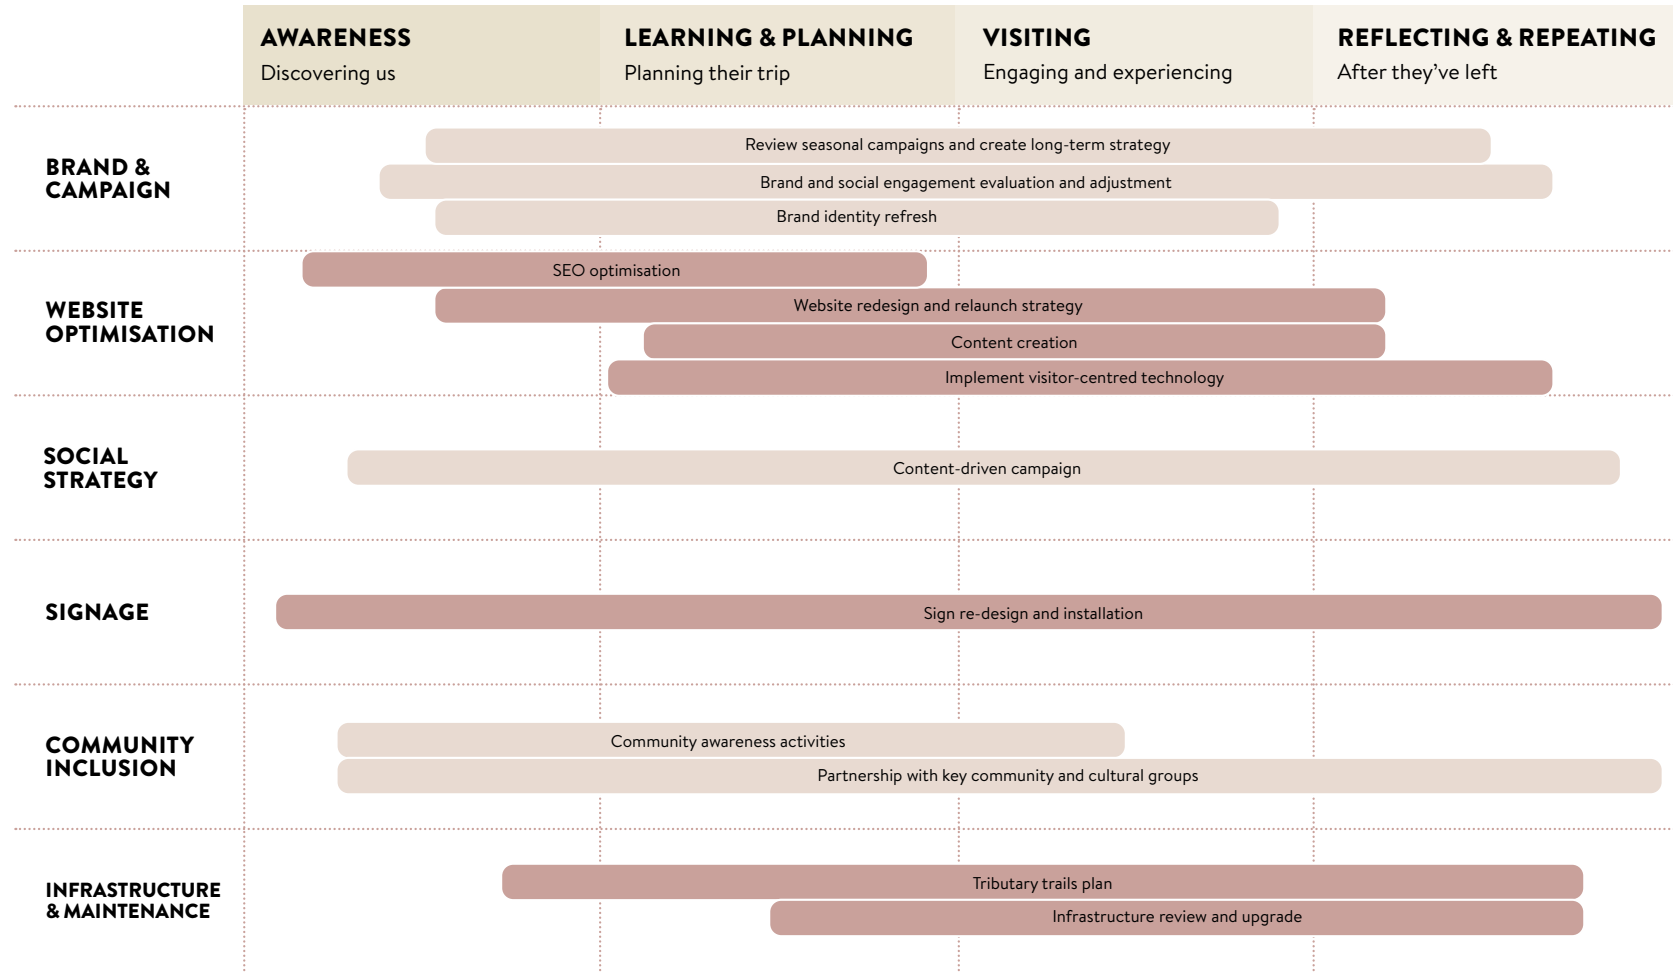 AWARENESS
Discovering us
LEARNING & PLANNING
Planning their trip
VISITING
Engaging and experiencing
REFLECTING & REPEATING
After they’ve left
BRAND &
CAMPAIGN
Review seasonal campaigns and create long-term strategy
Brand and social engagement evaluation and adjustment
Brand identity refresh
WEBSITE
OPTIMISATION
SEO optimisation
Website redesign and relaunch strategy
Content creation
Implement visitor-centred technology
SOCIAL
STRATEGY
Content-driven campaign
SIGNAGE
Sign re-design and installation
COMMUNITY
INCLUSION
Community awareness activities
Partnership with key community and cultural groups
INFRASTRUCTURE
& MAINTENANCE
Tributary trails plan
Infrastructure review and upgrade